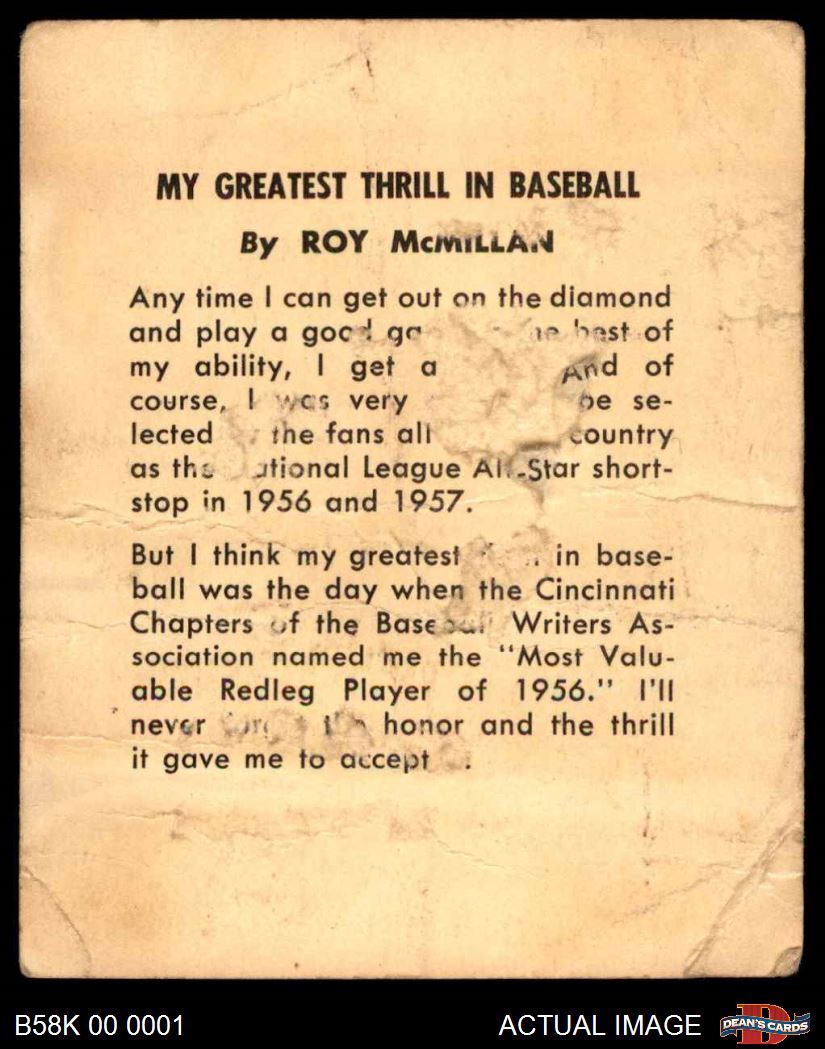 MY GREATEST THRILL IN BASEBALL
By ROY McMILLAN
Any time I can get out on the diamond
and play a good best of
my ability, I get a And of
course, I was very be se-
lected the fans all country
as the National League All-Star short-
stop in 1956 and 1957.
But I think my greatest in base-
ball was the day when the Cincinnati
Chapters of the Baseball Writers As-
sociation named me the "Most Valu-
able Redleg Player of 1956." I'll
never honor and the thrill
it gave me to accept .
B58K 00 0001
ACTUAL IMAGE
DEAN'S CARDS